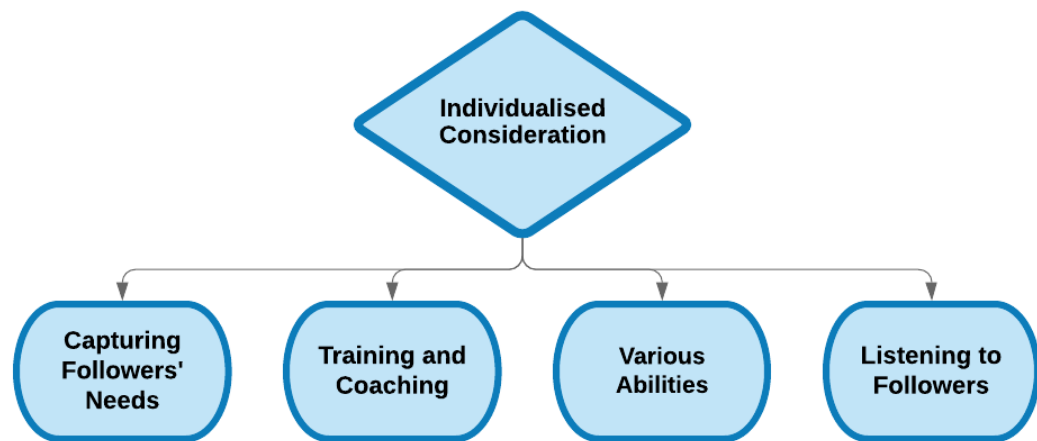 Individualised
Consideration
Capturing
Followers'
Needs
Training and
Coaching
Various
Abilities
Listening to
Followers